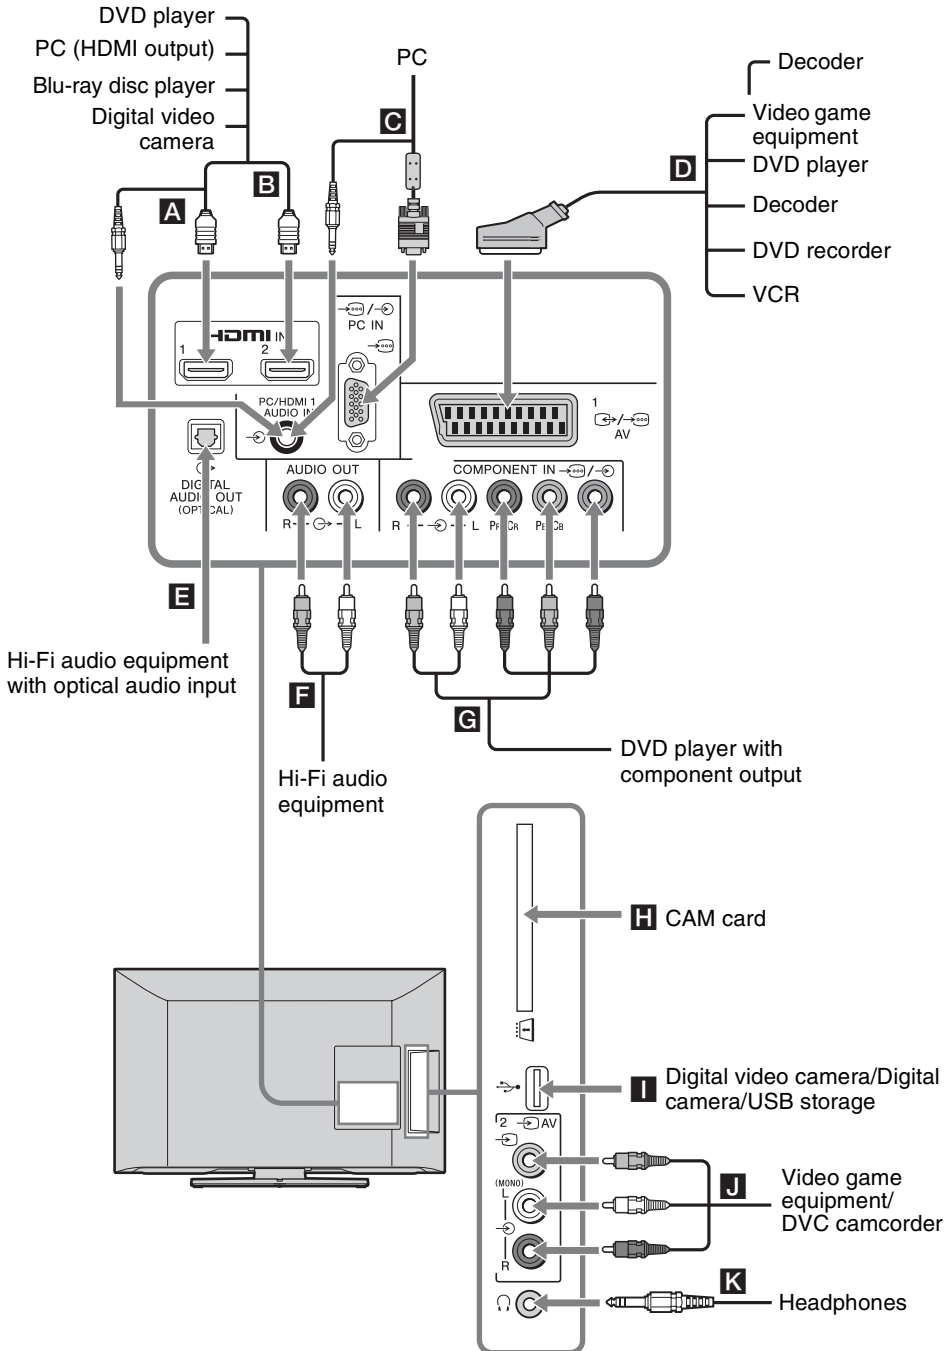 DVD player
PC (HDMI output)
Blu-ray disc player
Digital video
camera
PC
Decoder
Video game
equipment
DVD player
Decoder
DVD recorder
VCR
A
B
C
D
HDMI IN
1
2
/
PC IN
PC/HDMI 1
AUDIO IN
1
/
AV
DIGITAL
AUDIO OUT
(OPTICAL)
AUDIO OUT
R
L
COMPONENT IN
/
R
L
PR/CR
PB/CB
E
Hi-Fi audio equipment
with optical audio input
F
Hi-Fi audio
equipment
G
DVD player with
component output
H CAM card
I Digital video camera/Digital
camera/USB storage
2
AV
(MONO)
L
R
J
Video game
equipment/
DVC camcorder
K
Headphones